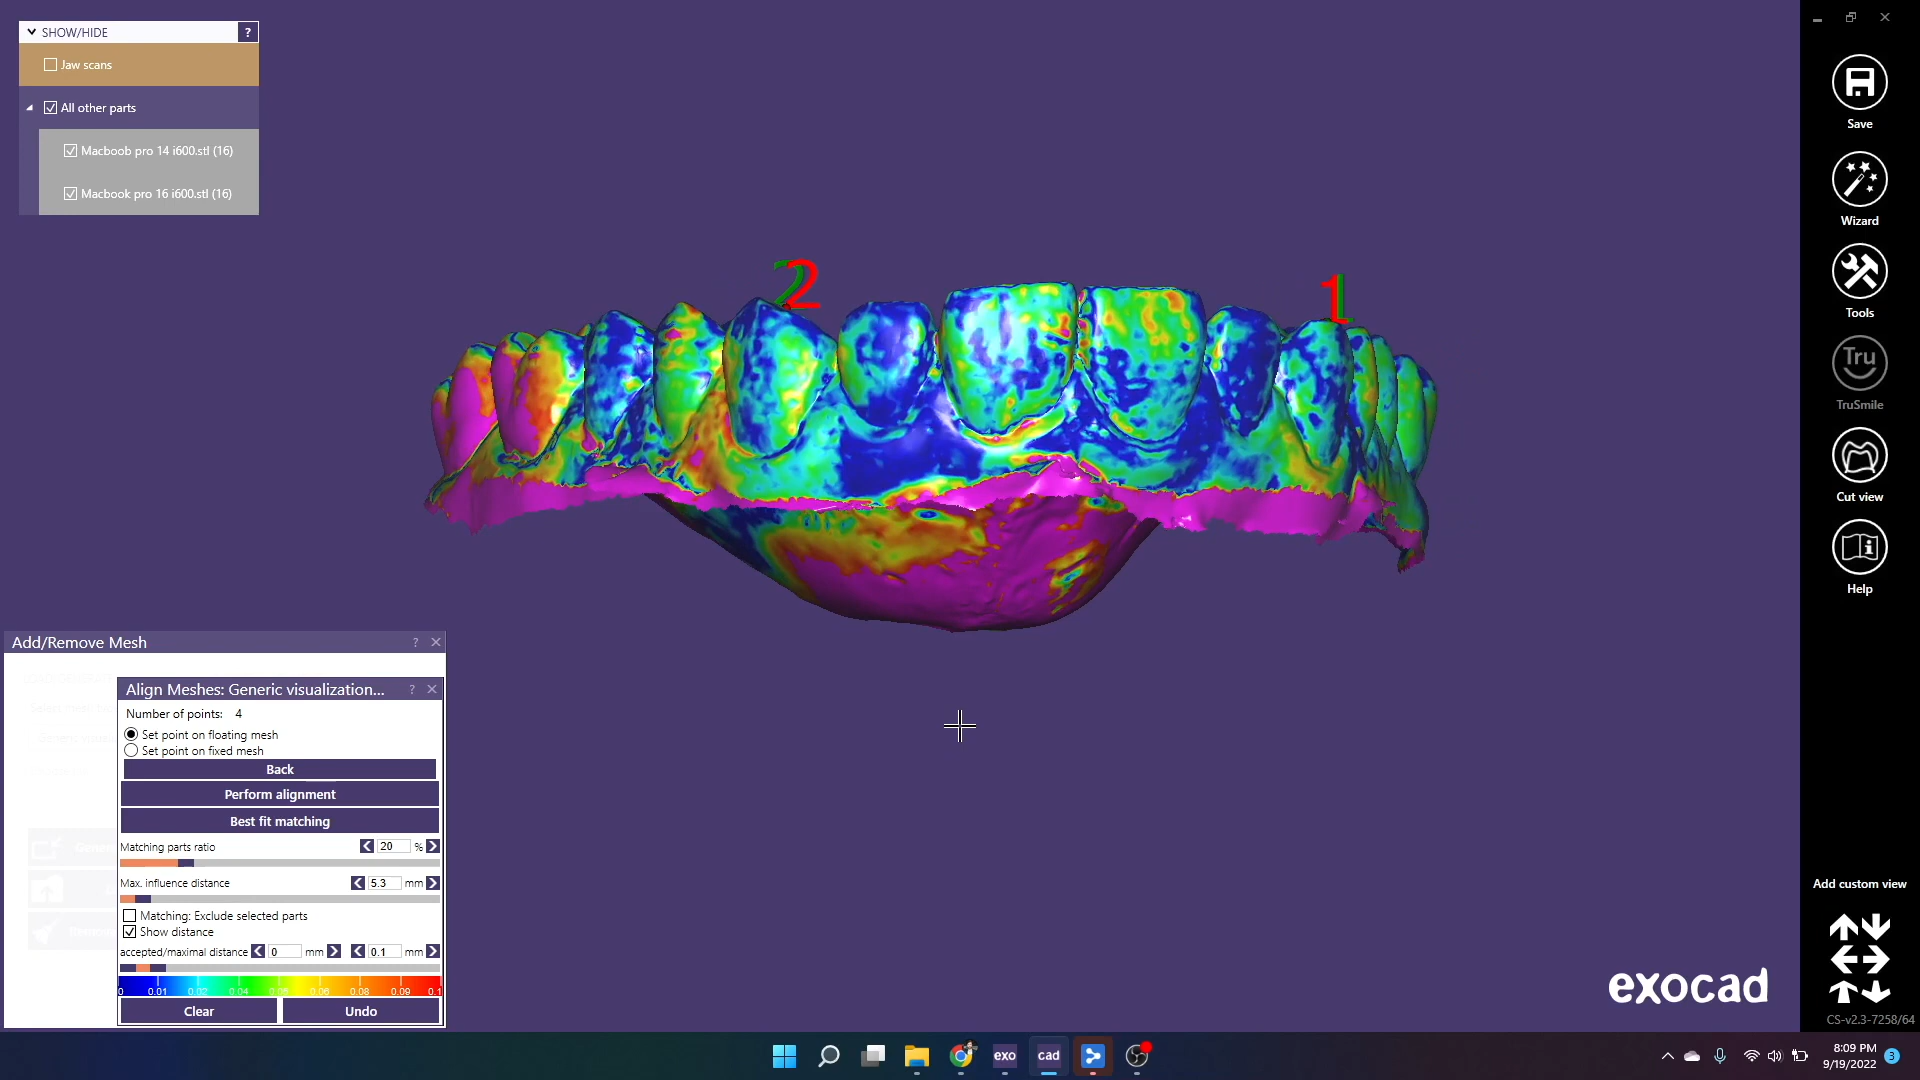 SHOW/HIDE ?
Jaw scans
All other parts
Macboob pro 14 i600.stl (16)
Macbook pro 16 i600.stl (16)
2
2
1
1
Save
Wizard
Tools
Tru
TruSmile
Cut view
Help
Add/Remove Mesh ?
Align Meshes: Generic visualization... ?
Number of points: 4
Set point on floating mesh
Set point on fixed mesh
Back
Perform alignment
Best fit matching
Matching parts ratio 20 %
Max. influence distance 5.3 mm
Matching: Exclude selected parts
Show distance
accepted/maximal distance 0 mm 0.1 mm
0 0.01 0.02 0.04 0.05 0.06 0.08 0.09 0.1
Clear Undo
Add custom view
exocad
CS-v2.3-7258/64
exo cad
8:09 PM
9/19/2022
3